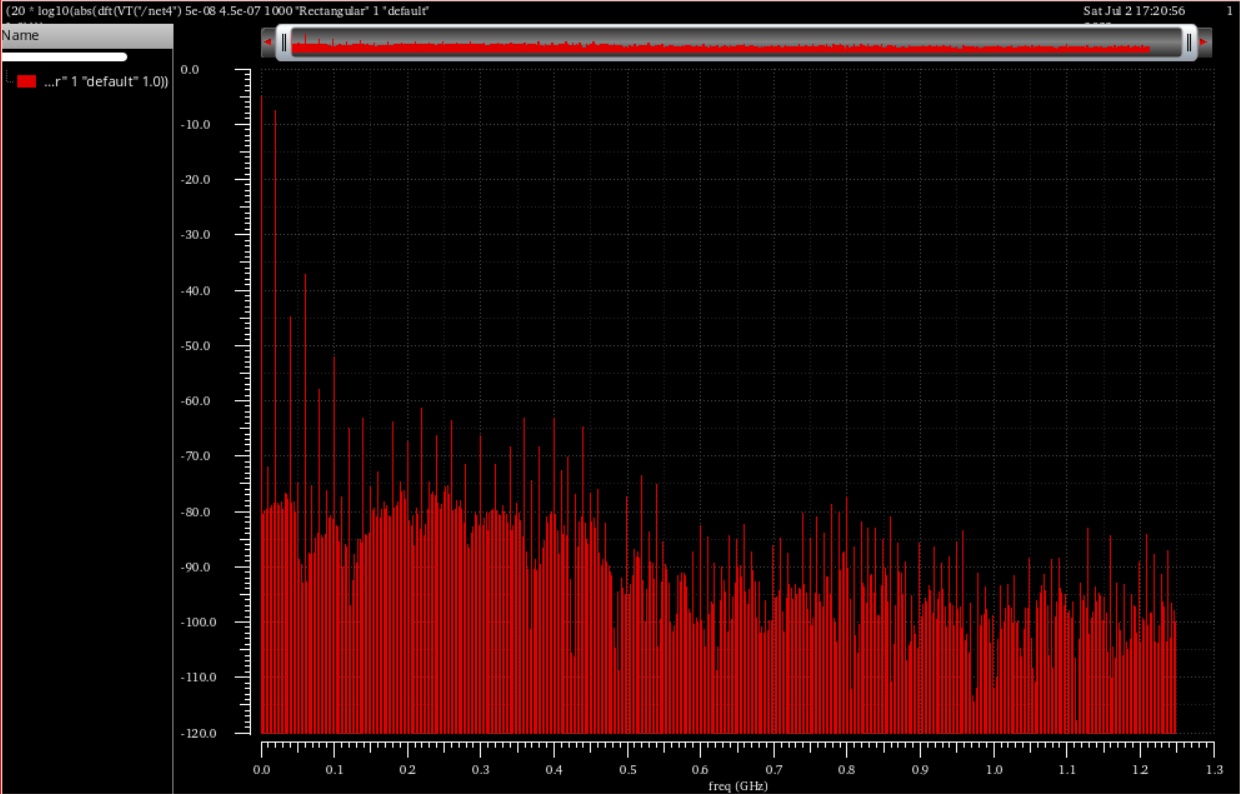 (20 * log10(abs(dft(VT("/net4") 5e-08 4.5e-07 1000 "Rectangular" 1 "default"
Sat Jul 2 17:20:56
1
Name
...r" 1 "default" 1.0))
0.0
-10.0
-20.0
-30.0
-40.0
-50.0
-60.0
-70.0
-80.0
-90.0
-100.0
-110.0
-120.0
0.0 0.1 0.2 0.3 0.4 0.5 0.6 0.7 0.8 0.9 1.0 1.1 1.2 1.3
freq (GHz)